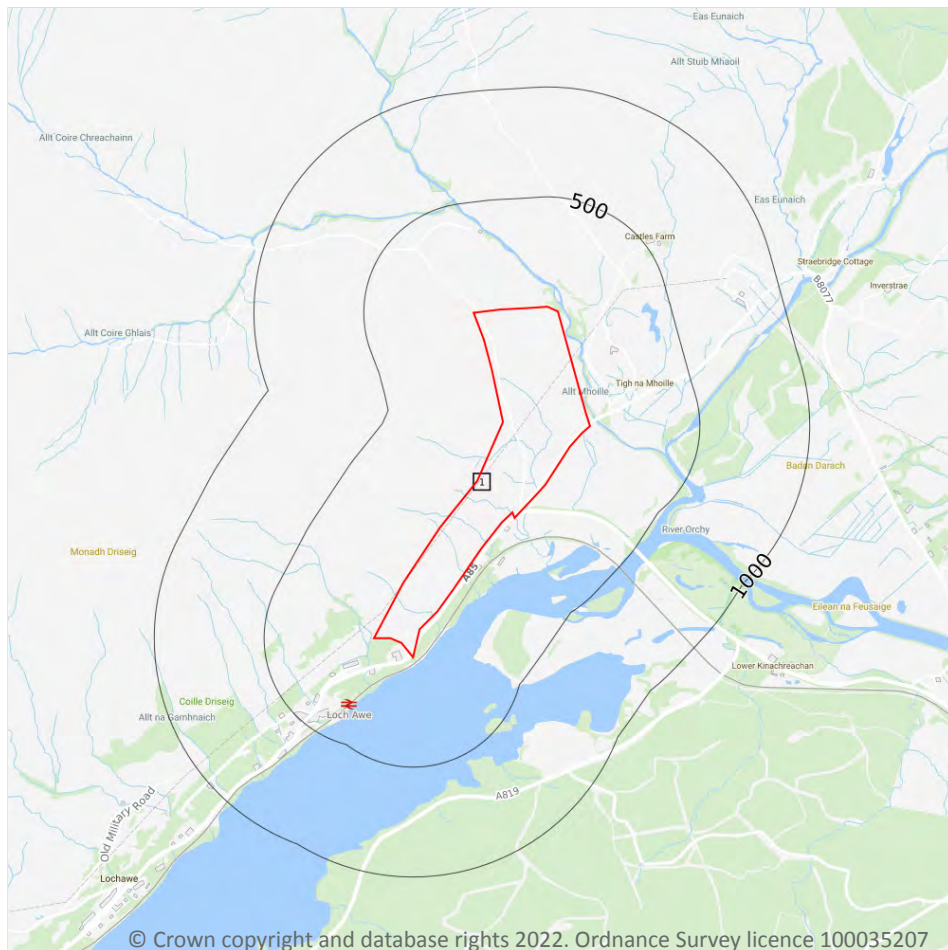 Eas Eunaich
Allt Stuib Mhaoil
Allt Coire Chreachainn
Eas Eunaich
500
Castles Farm
Straebridge Cottage
B8077
Inverstrae
Allt Coire Ghlais
Allt Mhoille
Tigh na Mhoille
Badan Darach
1
River Orchy
Monadh Driseig
A85
1000
Eilean na Feusaige
Lower Kinachreachan
Coille Driseig
Allt na Gamhnaich
Loch Awe
A819
Old Military Road
Lochawe
© Crown copyright and database rights 2022. Ordnance Survey licence 100035207